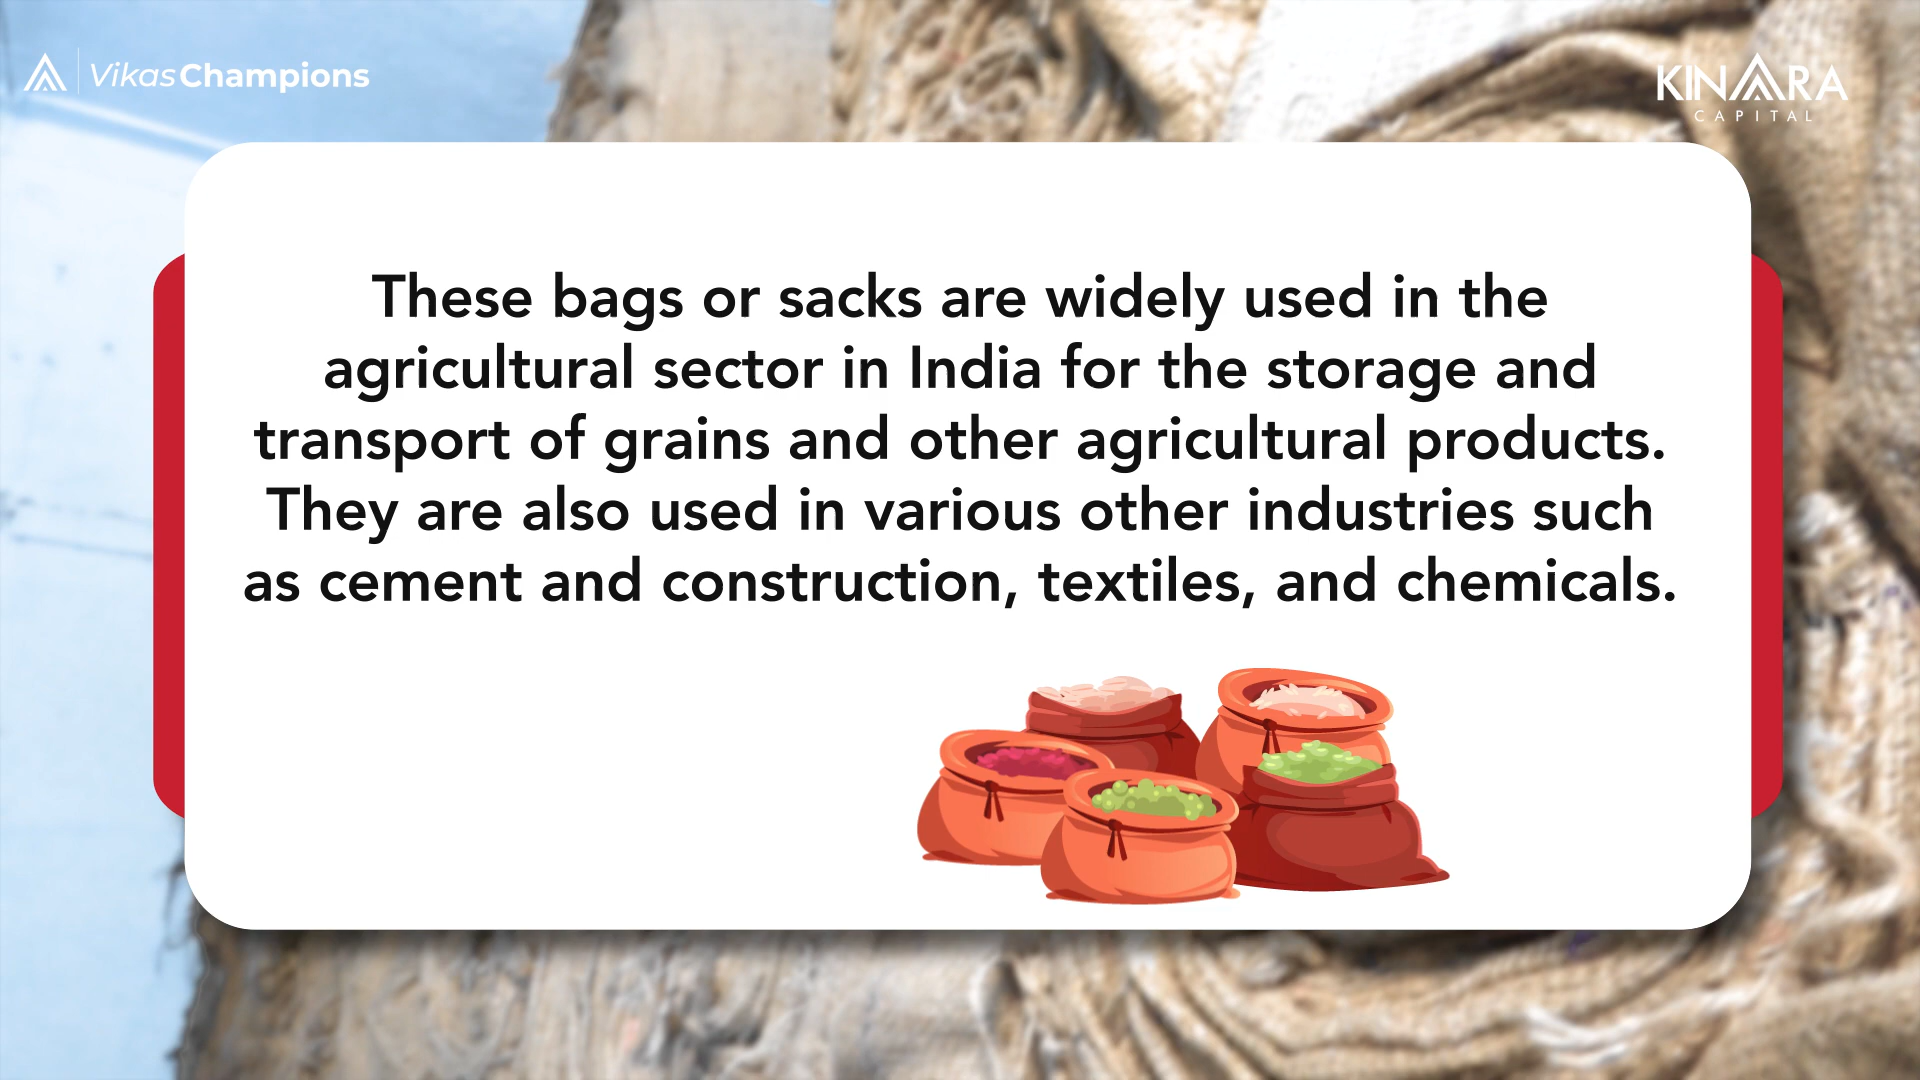 Vikas Champions
KINARA
CAPITAL
These bags or sacks are widely used in the
agricultural sector in India for the storage and
transport of grains and other agricultural products.
They are also used in various other industries such
as cement and construction, textiles, and chemicals.